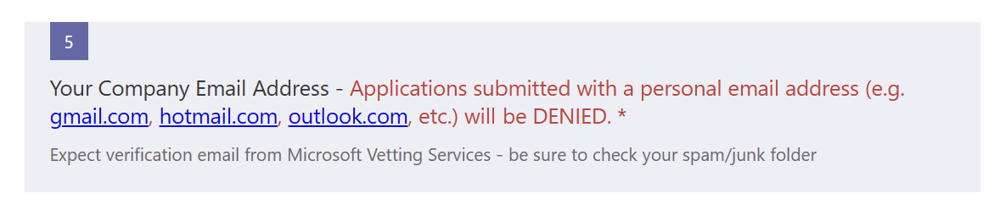 5
Your Company Email Address - Applications submitted with a personal email address (e.g.
gmail.com, hotmail.com, outlook.com, etc.) will be DENIED. *
Expect verification email from Microsoft Vetting Services - be sure to check your spam/junk folder